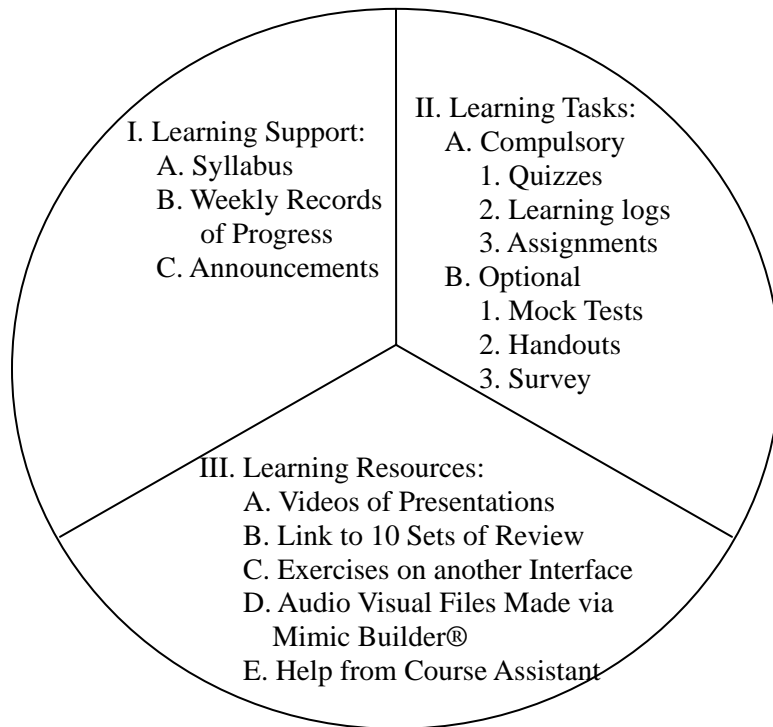 I. Learning Support:
A. Syllabus
B. Weekly Records
of Progress
C. Announcements
II. Learning Tasks:
A. Compulsory
1. Quizzes
2. Learning logs
3. Assignments
B. Optional
1. Mock Tests
2. Handouts
3. Survey
III. Learning Resources:
A. Videos of Presentations
B. Link to 10 Sets of Review
C. Exercises on another Interface
D. Audio Visual Files Made via
Mimic Builder®
E. Help from Course Assistant